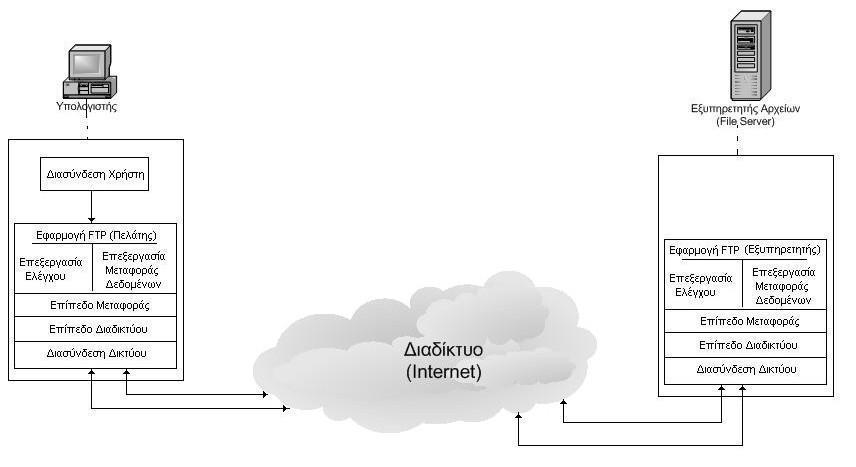 Υπολογιστής
Εξυπηρετητής Αρχείων
(File Server)
Διασύνδεση Χρήστη
Εφαρμογή FTP (Πελάτης)
Επεξεργασία
Ελέγχου
Επεξεργασία
Μεταφοράς
Δεδομένων
Επίπεδο Μεταφοράς
Επίπεδο Διαδικτύου
Διασύνδεση Δικτύου
Διαδίκτυο
(Internet)
Εφαρμογή FTP (Εξυπηρετητής)
Επεξεργασία
Ελέγχου
Επεξεργασία
Μεταφοράς
Δεδομένων
Επίπεδο Μεταφοράς
Επίπεδο Διαδικτύου
Διασύνδεση Δικτύου